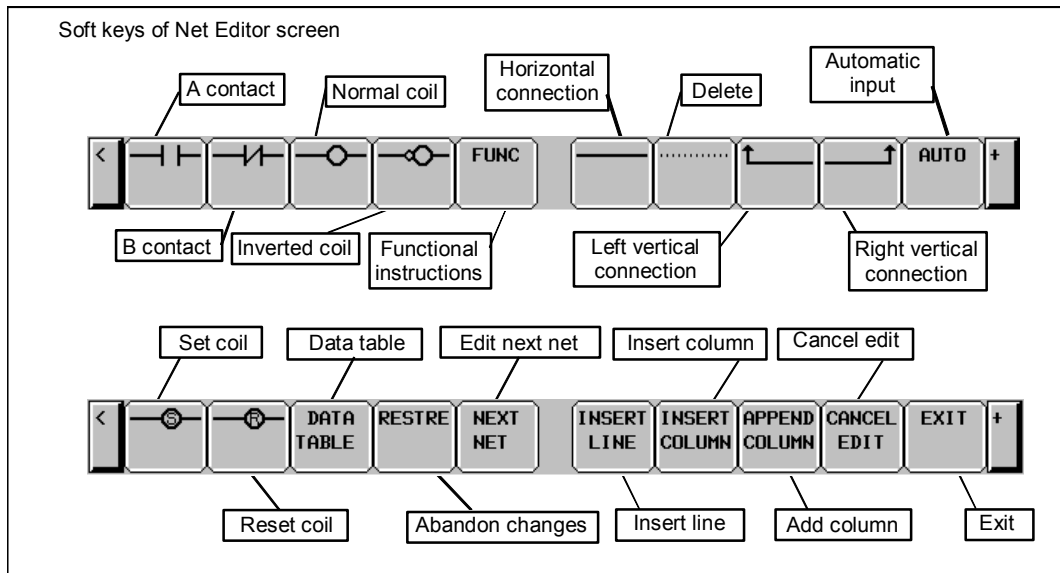 Soft keys of Net Editor screen
A contact
Normal coil
Horizontal
connection
Delete
Automatic
input
<
FUNC
AUTO
+
B contact
Inverted coil
Functional
instructions
Left vertical
connection
Right vertical
connection
Set coil
Data table
Edit next net
Insert column
Cancel edit
<
S
R
DATA
TABLE
RESTRE
NEXT
NET
INSERT
LINE
INSERT
COLUMN
APPEND
COLUMN
CANCEL
EDIT
EXIT
+
Reset coil
Abandon changes
Insert line
Add column
Exit